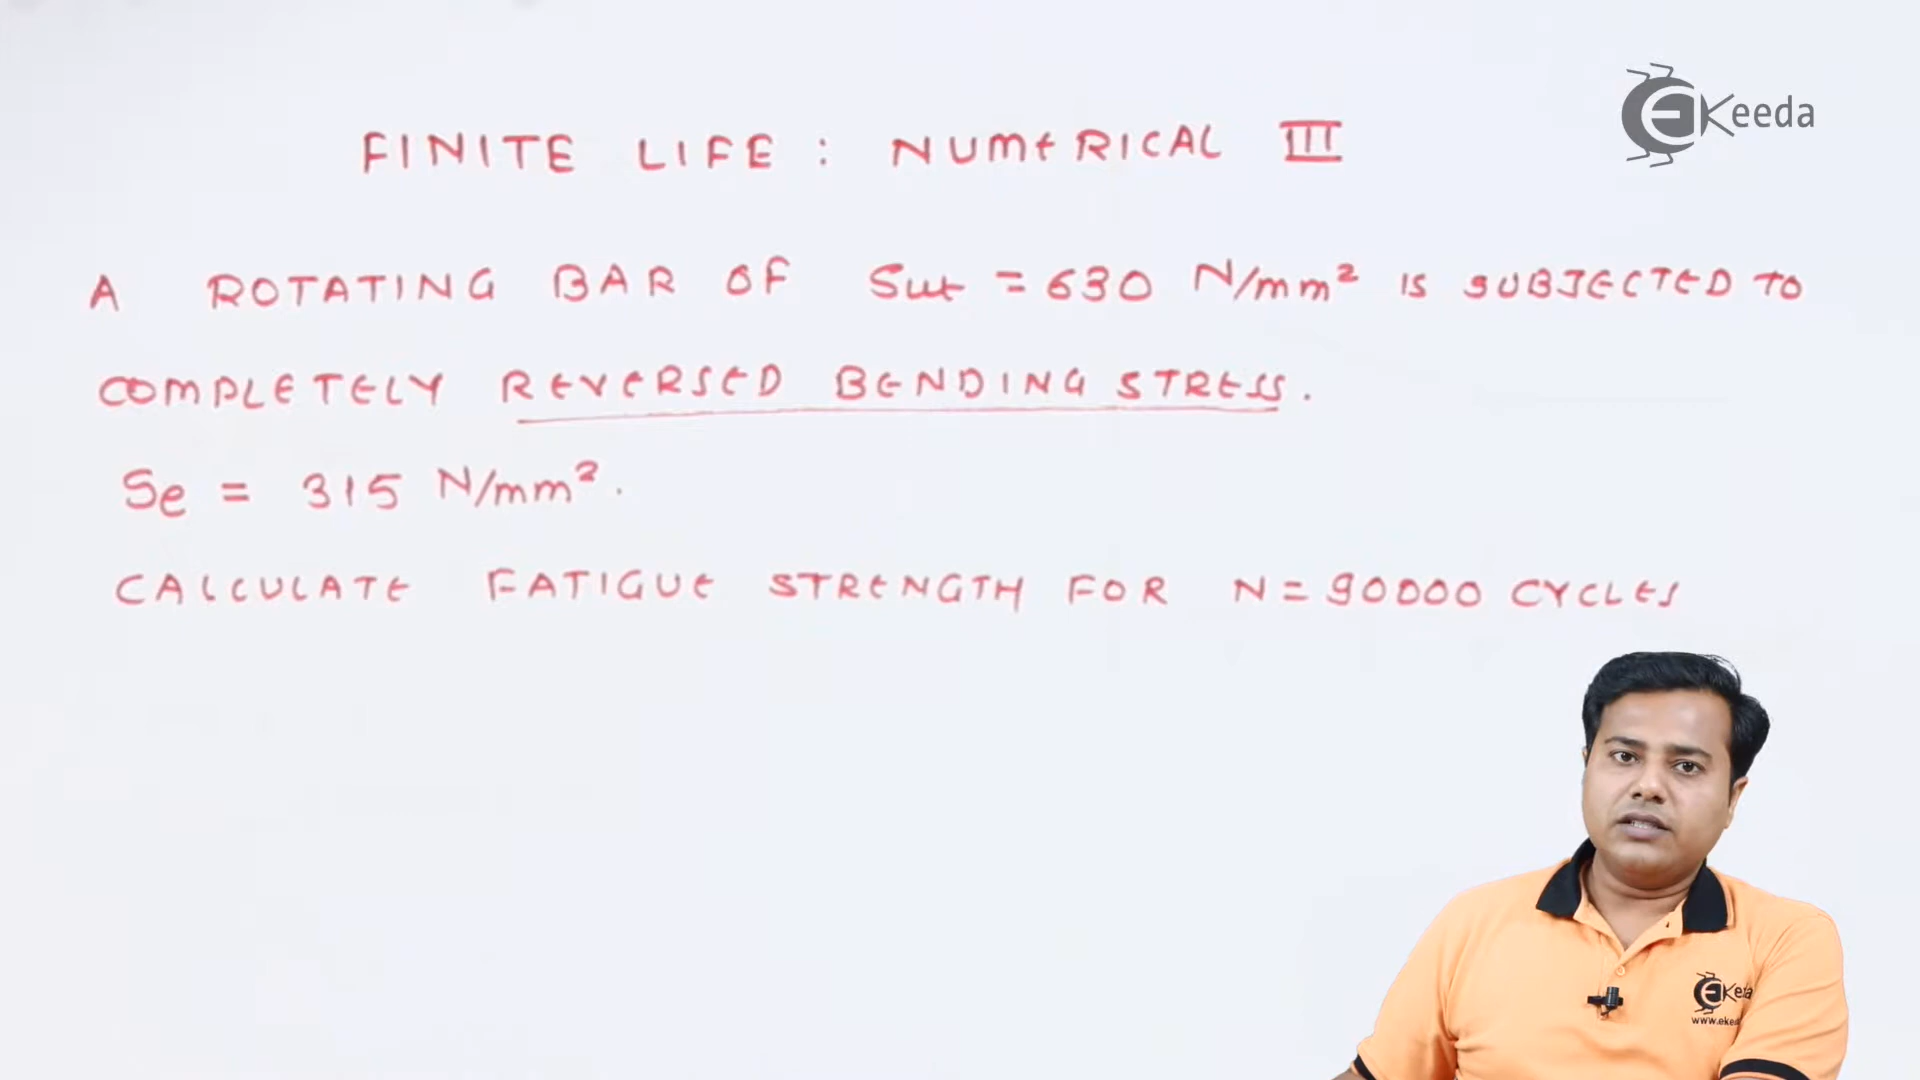 EKeeda
FINITE LIFE : NUMERICAL III
A ROTATING BAR OF Sut = 630 N/mm² IS SUBJECTED TO
COMPLETELY REVERSED BENDING STRESS.
Se = 315 N/mm².
CALCULATE FATIGUE STRENGTH FOR N = 90000 CYCLES